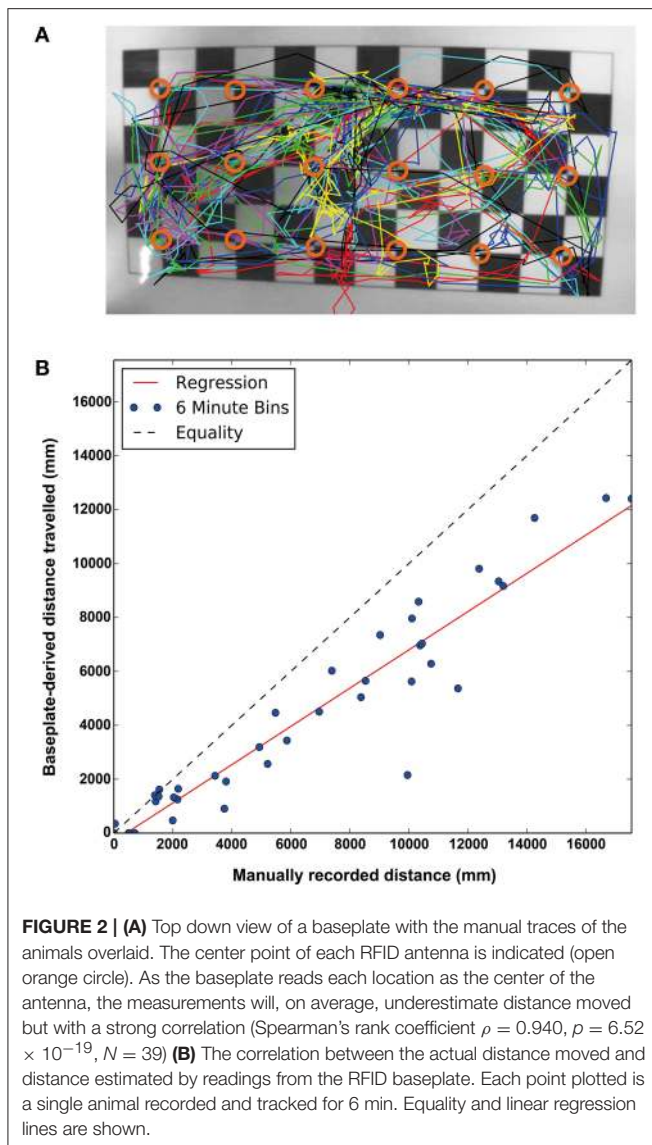 A
B
Regression
6 Minute Bins
Equality
16000
14000
12000
10000
8000
6000
4000
2000
0
Baseplate-derived distance travelled (mm)
0 2000 4000 6000 8000 10000 12000 14000 16000
Manually recorded distance (mm)
FIGURE 2 | (A) Top down view of a baseplate with the manual traces of the
animals overlaid. The center point of each RFID antenna is indicated (open
orange circle). As the baseplate reads each location as the center of the
antenna, the measurements will, on average, underestimate distance moved
but with a strong correlation (Spearman's rank coefficient ρ = 0.940, p = 6.52
× 10⁻¹⁹, N = 39) (B) The correlation between the actual distance moved and
distance estimated by readings from the RFID baseplate. Each point plotted is
a single animal recorded and tracked for 6 min. Equality and linear regression
lines are shown.